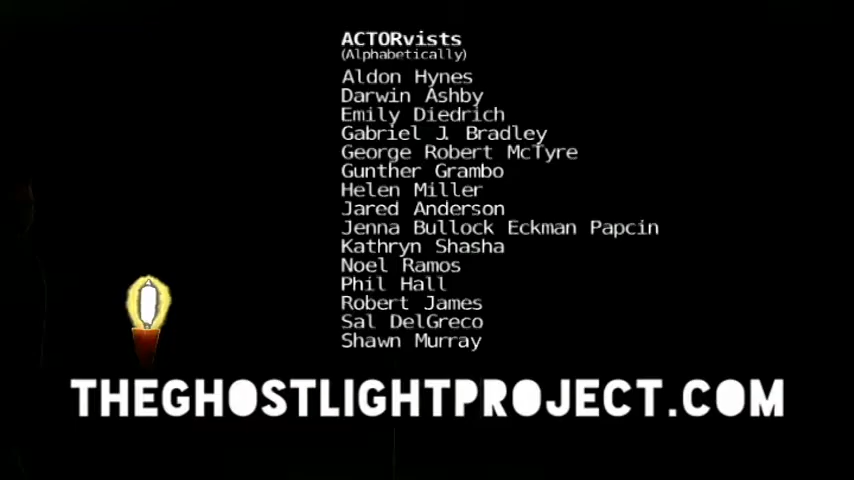 ACTORvists
(Alphabetically)
Aldon Hynes
Darwin Ashby
Emily Diedrich
Gabriel J. Bradley
George Robert McTyre
Gunther Grambo
Helen Miller
Jared Anderson
Jenna Bullock Eckman Papcin
Kathryn Shasha
Noel Ramos
Phil Hall
Robert James
Sal DelGreco
Shawn Murray
THEGHOSTLIGHTPROJECT.COM